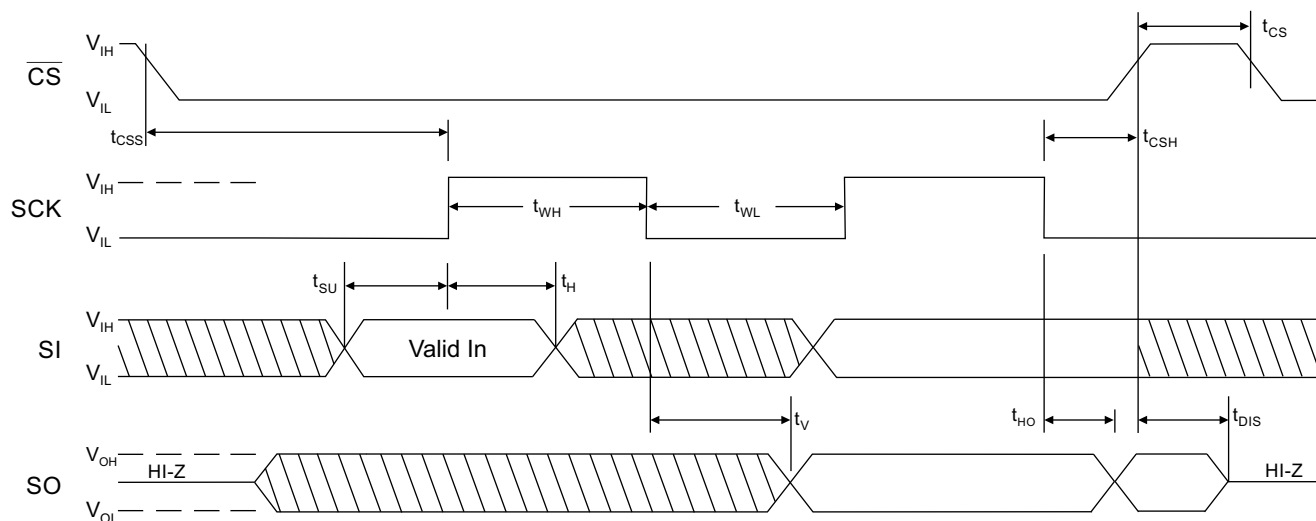 V_IH
t_CS
CS
V_IL
t_CSS
t_CSH
V_IH
SCK
t_WH
t_WL
V_IL
t_SU
t_H
V_IH
SI
Valid In
V_IL
t_V
t_HO
t_DIS
V_OH
HI-Z
HI-Z
SO
V_OL